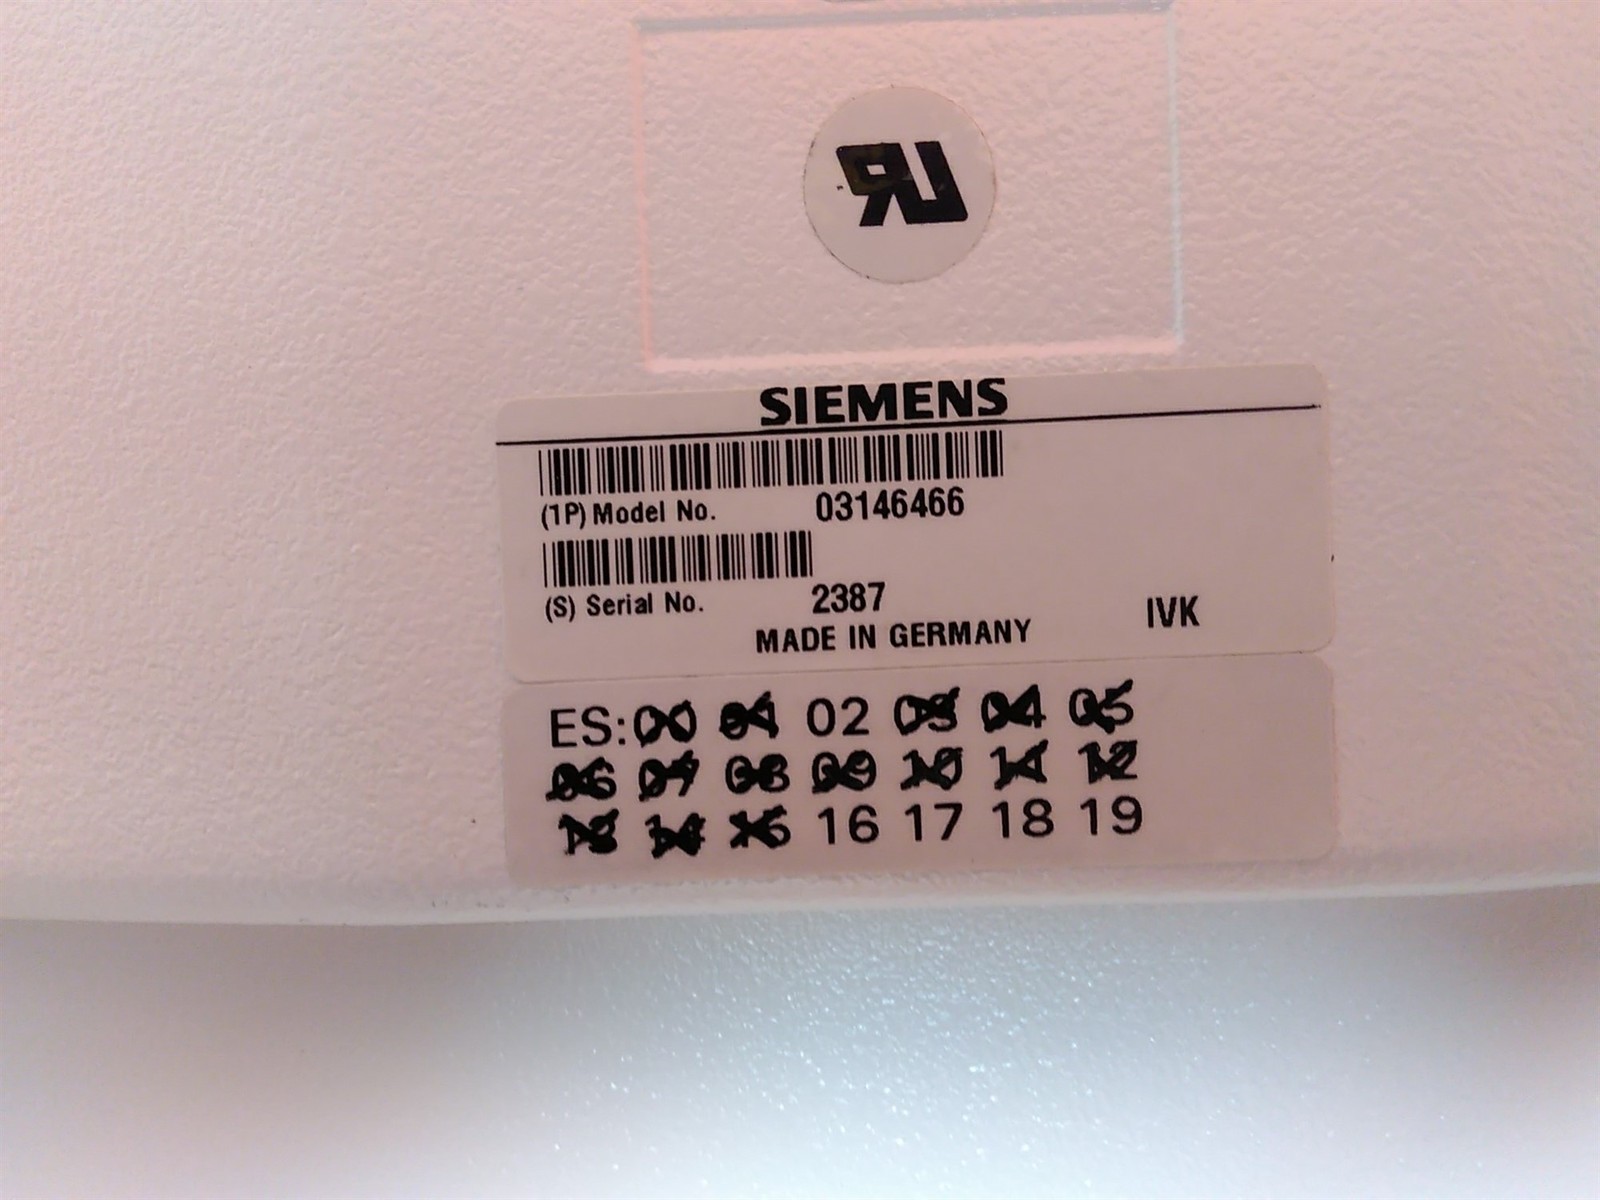 RU
SIEMENS
(1P) Model No. 03146466
(S) Serial No. 2387
MADE IN GERMANY IVK
ES: 00 01 02 03 04 05
06 07 08 09 10 11 12
13 14 15 16 17 18 19